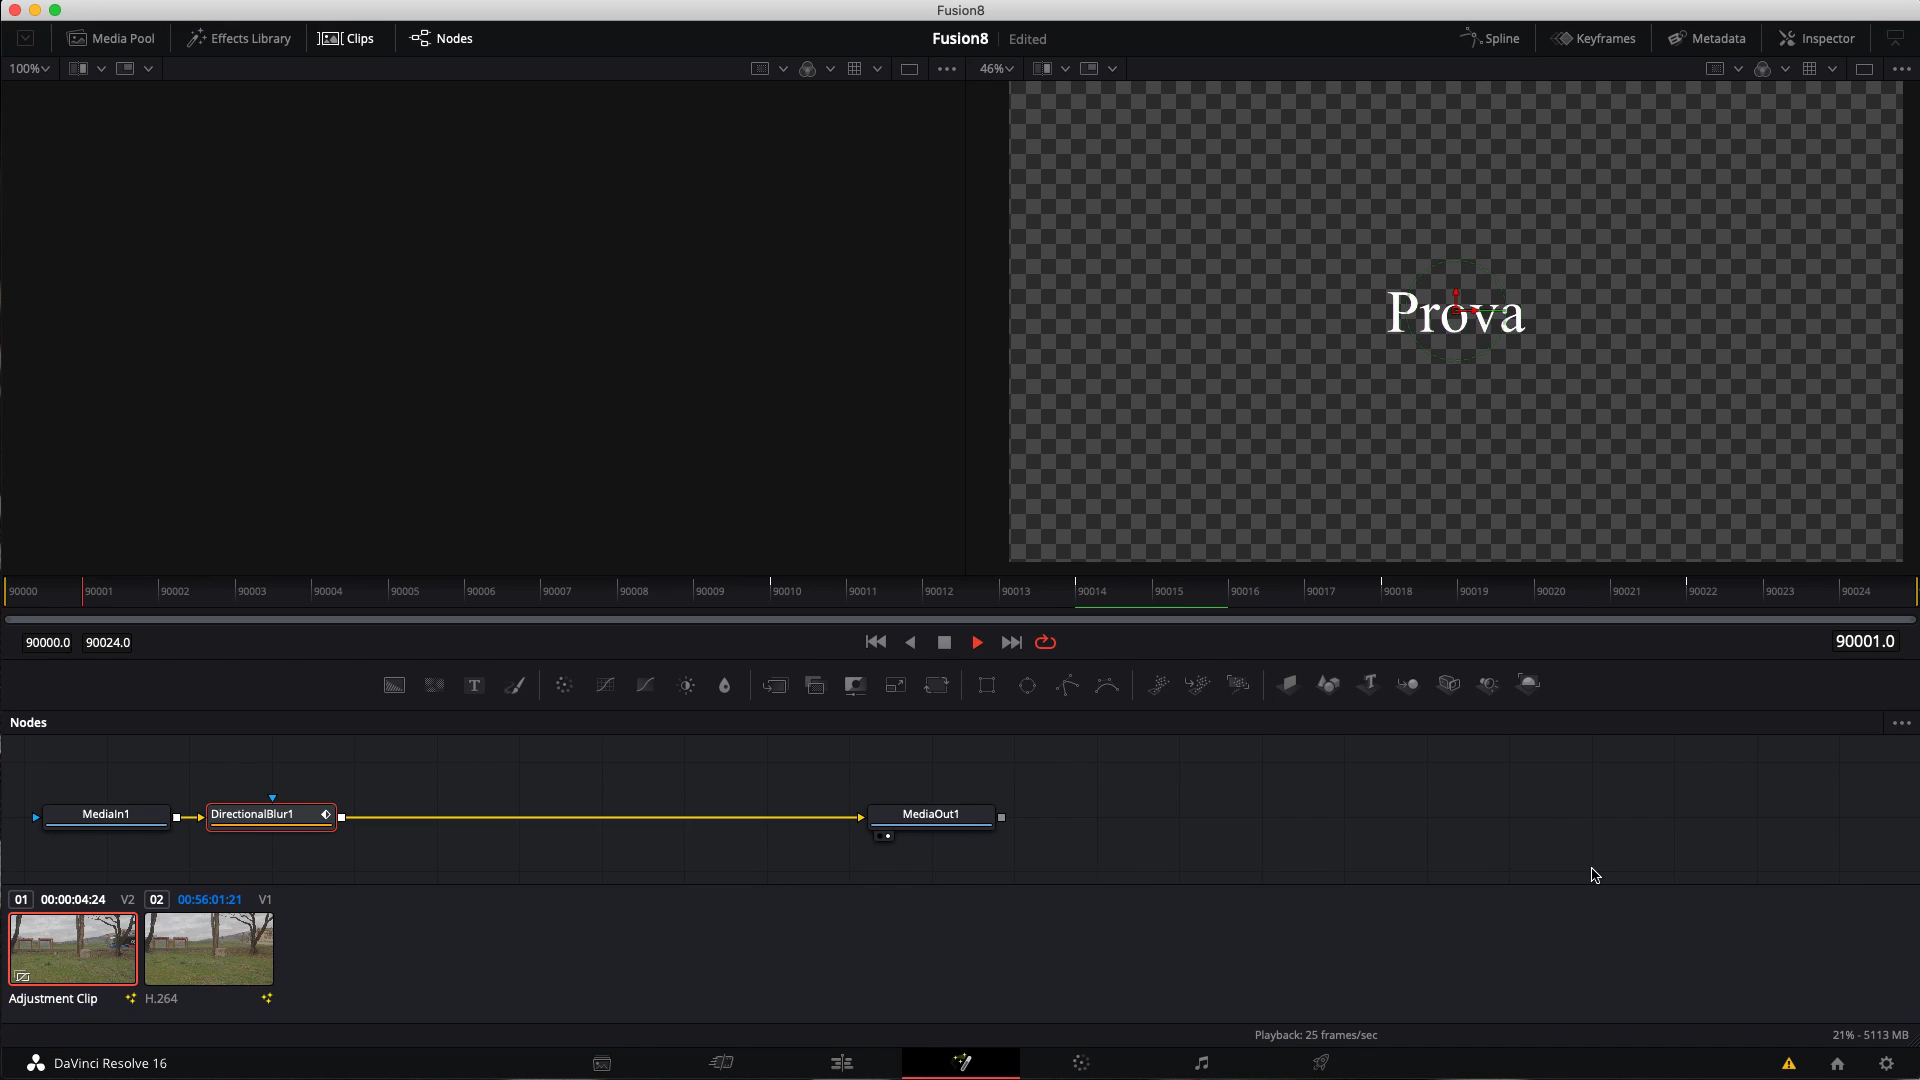 Fusion8
Media Pool Effects Library Clips Nodes Fusion8 Edited Spline Keyframes Metadata Inspector
100% 46%
Prova
90000 90001 90002 90003 90004 90005 90006 90007 90008 90009 90010 90011 90012 90013 90014 90015 90016 90017 90018 90019 90020 90021 90022 90023 90024
90000.0 90024.0 90001.0
T T
Nodes
MediaIn1 DirectionalBlur1 MediaOut1
01 00:00:04:24 V2 02 00:56:01:21 V1
Adjustment Clip H.264
Playback: 25 frames/sec 21% - 5113 MB
DaVinci Resolve 16